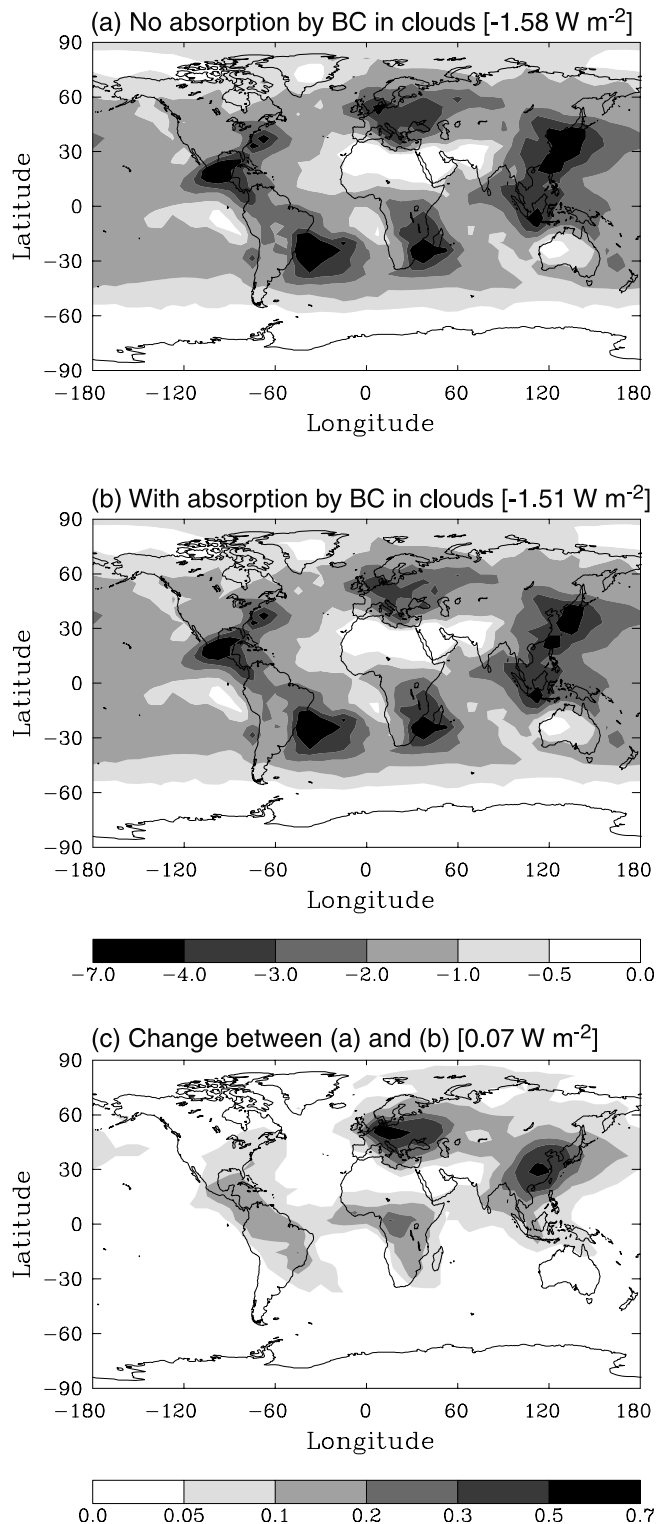 (a) No absorption by BC in clouds [-1.58 W m-2]
90
60
30
0
−30
−60
−90
Latitude
−180 −120 −60 0 60 120 180
Longitude
(b) With absorption by BC in clouds [-1.51 W m-2]
90
60
30
0
−30
−60
−90
Latitude
−180 −120 −60 0 60 120 180
Longitude
−7.0 −4.0 −3.0 −2.0 −1.0 −0.5 0.0
(c) Change between (a) and (b) [0.07 W m-2]
90
60
30
0
−30
−60
−90
Latitude
−180 −120 −60 0 60 120 180
Longitude
0.0 0.05 0.1 0.2 0.3 0.5 0.7